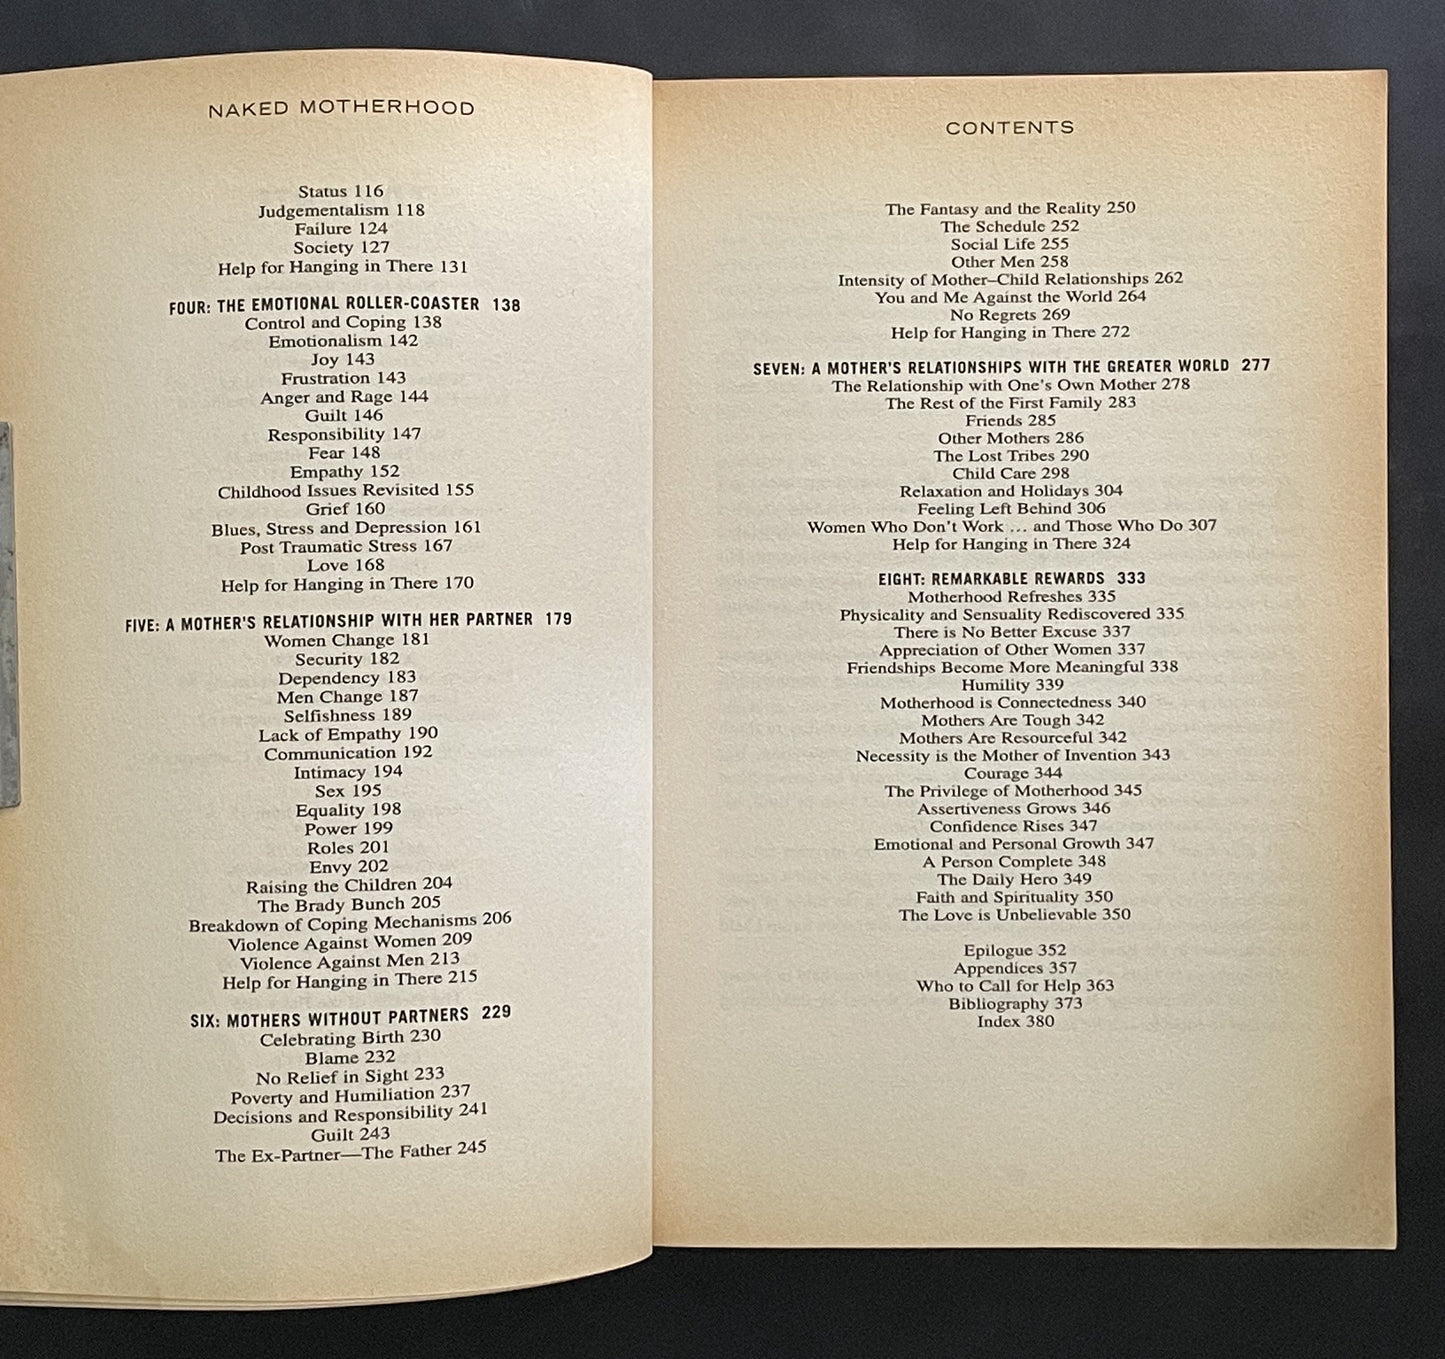 NAKED MOTHERHOOD
Status 116
Judgementalism 118
Failure 124
Society 127
Help for Hanging in There 131
FOUR: THE EMOTIONAL ROLLER-COASTER 138
Control and Coping 138
Emotionalism 142
Joy 143
Frustration 143
Anger and Rage 144
Guilt 146
Responsibility 147
Fear 148
Empathy 152
Childhood Issues Revisited 155
Grief 160
Blues, Stress and Depression 161
Post Traumatic Stress 167
Love 168
Help for Hanging in There 170
FIVE: A MOTHER'S RELATIONSHIP WITH HER PARTNER 179
Women Change 181
Security 182
Dependency 183
Men Change 187
Selfishness 189
Lack of Empathy 190
Communication 192
Intimacy 194
Sex 195
Equality 198
Power 199
Roles 201
Envy 202
Raising the Children 204
The Brady Bunch 205
Breakdown of Coping Mechanisms 206
Violence Against Women 209
Violence Against Men 213
Help for Hanging in There 215
SIX: MOTHERS WITHOUT PARTNERS 229
Celebrating Birth 230
Blame 232
No Relief in Sight 233
Poverty and Humiliation 237
Decisions and Responsibility 241
Guilt 243
The Ex-Partner—The Father 245
CONTENTS
The Fantasy and the Reality 250
The Schedule 252
Social Life 255
Other Men 258
Intensity of Mother–Child Relationships 262
You and Me Against the World 264
No Regrets 269
Help for Hanging in There 272
SEVEN: A MOTHER'S RELATIONSHIPS WITH THE GREATER WORLD 277
The Relationship with One's Own Mother 278
The Rest of the First Family 283
Friends 285
Other Mothers 286
The Lost Tribes 290
Child Care 298
Relaxation and Holidays 304
Feeling Left Behind 306
Women Who Don't Work ... and Those Who Do 307
Help for Hanging in There 324
EIGHT: REMARKABLE REWARDS 333
Motherhood Refreshes 335
Physicality and Sensuality Rediscovered 335
There is No Better Excuse 337
Appreciation of Other Women 337
Friendships Become More Meaningful 338
Humility 339
Motherhood is Connectedness 340
Mothers Are Tough 342
Mothers Are Resourceful 342
Necessity is the Mother of Invention 343
Courage 344
The Privilege of Motherhood 345
Assertiveness Grows 346
Confidence Rises 347
Emotional and Personal Growth 347
A Person Complete 348
The Daily Hero 349
Faith and Spirituality 350
The Love is Unbelievable 350
Epilogue 352
Appendices 357
Who to Call for Help 363
Bibliography 373
Index 380